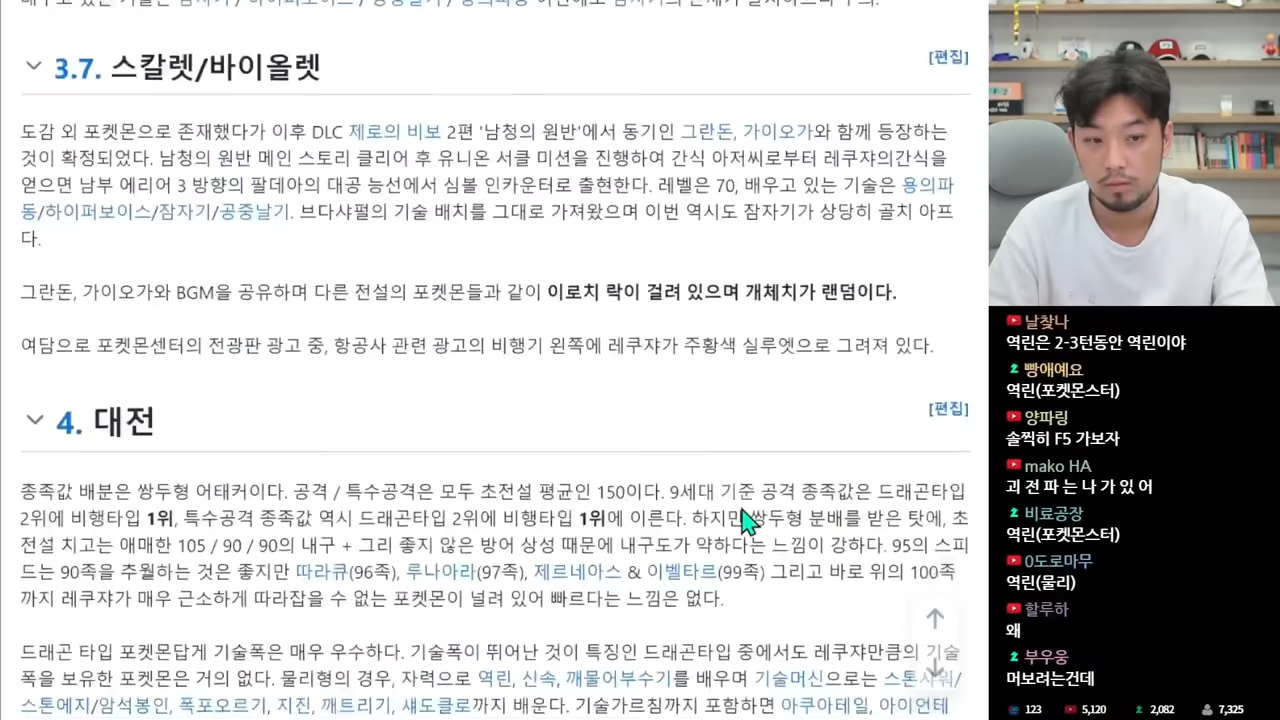 3.7. 스칼렛/바이올렛
[편집]
도감 외 포켓몬으로 존재했다가 이후 DLC 제로의 비보 2편 '남청의 원반'에서 동기인 그란돈, 가이오가와 함께 등장하는
것이 확정되었다. 남청의 원반 메인 스토리 클리어 후 유니온 서클 미션을 진행하여 간식 아저씨로부터 레쿠쟈의간식을
얻으면 남부 에리어 3 방향의 팔데아의 대공 능선에서 심볼 인카운터로 출현한다. 레벨은 70, 배우고 있는 기술은 용의파
동/하이퍼보이스/잠자기/공중날기. 브다샤펄의 기술 배치를 그대로 가져왔으며 이번 역시도 잠자기가 상당히 골치 아프
다.
그란돈, 가이오가와 BGM을 공유하며 다른 전설의 포켓몬들과 같이 이로치 락이 걸려 있으며 개체치가 랜덤이다.
여담으로 포켓몬센터의 전광판 광고 중, 항공사 관련 광고의 비행기 왼쪽에 레쿠쟈가 주황색 실루엣으로 그려져 있다.
4. 대전
[편집]
종족값 배분은 쌍두형 어태커이다. 공격 / 특수공격은 모두 초전설 평균인 150이다. 9세대 기준 공격 종족값은 드래곤타입
2위에 비행타입 1위, 특수공격 종족값 역시 드래곤타입 2위에 비행타입 1위에 이른다. 하지만 쌍두형 분배를 받은 탓에, 초
전설 치고는 애매한 105 / 90 / 90의 내구 + 그리 좋지 않은 방어 상성 때문에 내구도가 약하다는 느낌이 강하다. 95의 스피
드는 90족을 추월하는 것은 좋지만 따라큐(96족), 루나아라(97족), 제르네아스 & 이벨타르(99족) 그리고 바로 위의 100족
까지 레쿠쟈가 매우 근소하게 따라잡을 수 없는 포켓몬이 널려 있어 빠르다는 느낌은 없다.
드래곤 타입 포켓몬답게 기술폭은 매우 우수하다. 기술폭이 뛰어난 것이 특징인 드래곤타입 중에서도 레쿠쟈만큼의 기술
폭을 보유한 포켓몬은 거의 없다. 물리형의 경우, 자력으로 역린, 신속, 깨물어부수기를 배우며 기술머신으로는 스톤샤워/
스톤에지/암석봉인, 폭포오르기, 지진, 깨트리기, 섀도클로까지 배운다. 기술가르침까지 포함하면 아쿠아테일, 아이언테
날찾나
역린은 2-3턴동안 역린이야
빵애예요
역린(포켓몬스터)
양파링
솔찍히 F5 가보자
mako HA
괴 전 파 는 나 가 있 어
비료공장
역린(포켓몬스터)
0도로마무
역린(물리)
할루하
왜
부우웅
머보려는건데
123 5,120 2,082 7,325